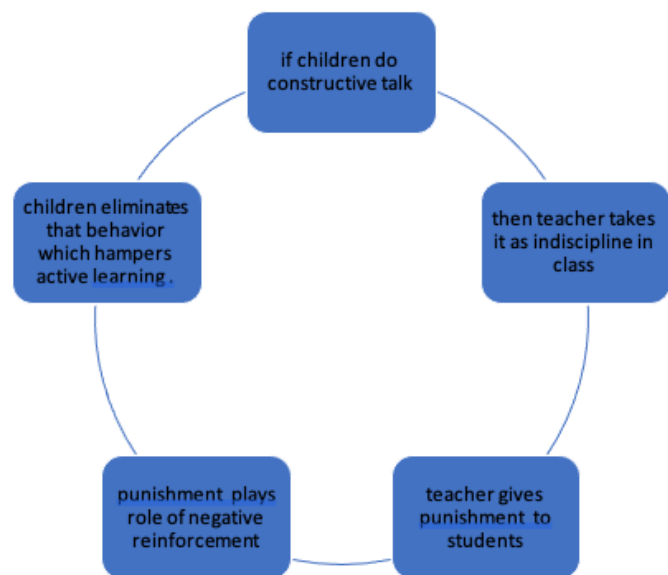 if children do
constructive talk
then teacher takes
it as indiscipline in
class
teacher gives
punishment to
students
punishment plays
role of negative
reinforcement
children eliminates
that behavior
which hampers
active learning .